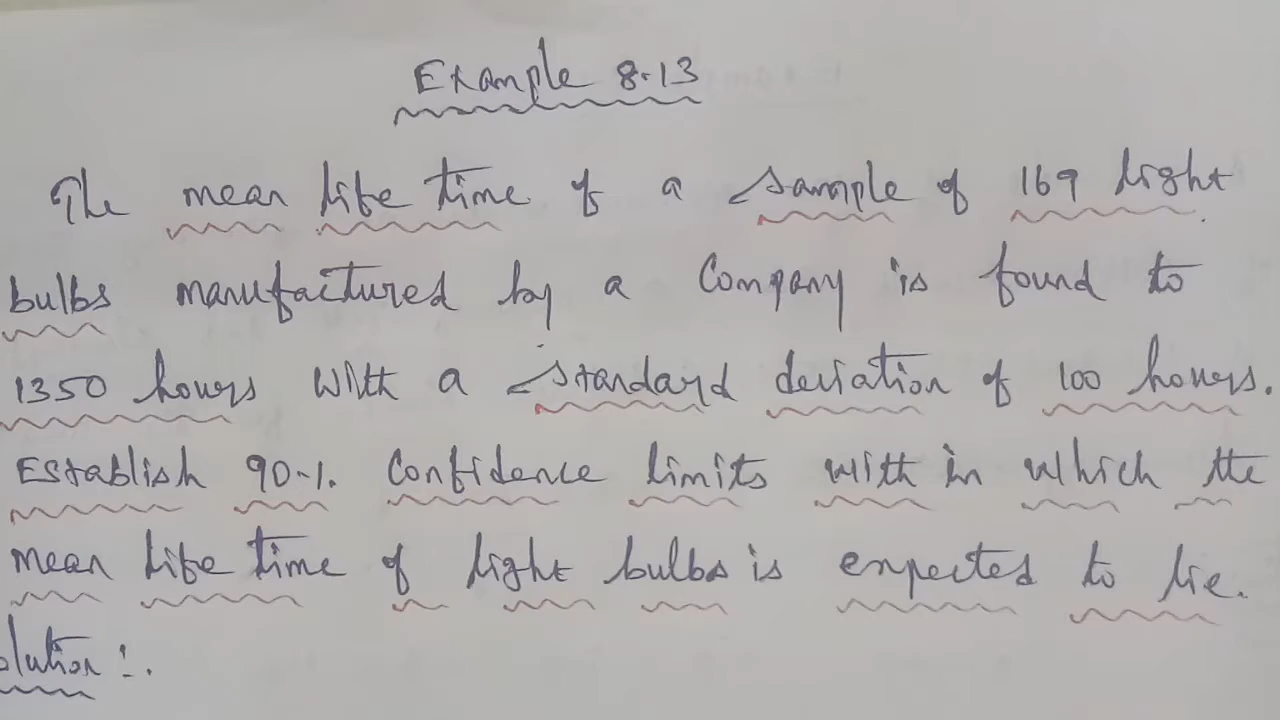 Example 8.13
The mean life time of a sample of 169 light
bulbs manufactured by a Company is found to
1350 hours with a standard deviation of 100 hours.
Establish 90.1. Confidence limits with in which the
mean life time of light bulbs is expected to lie.
olution :.